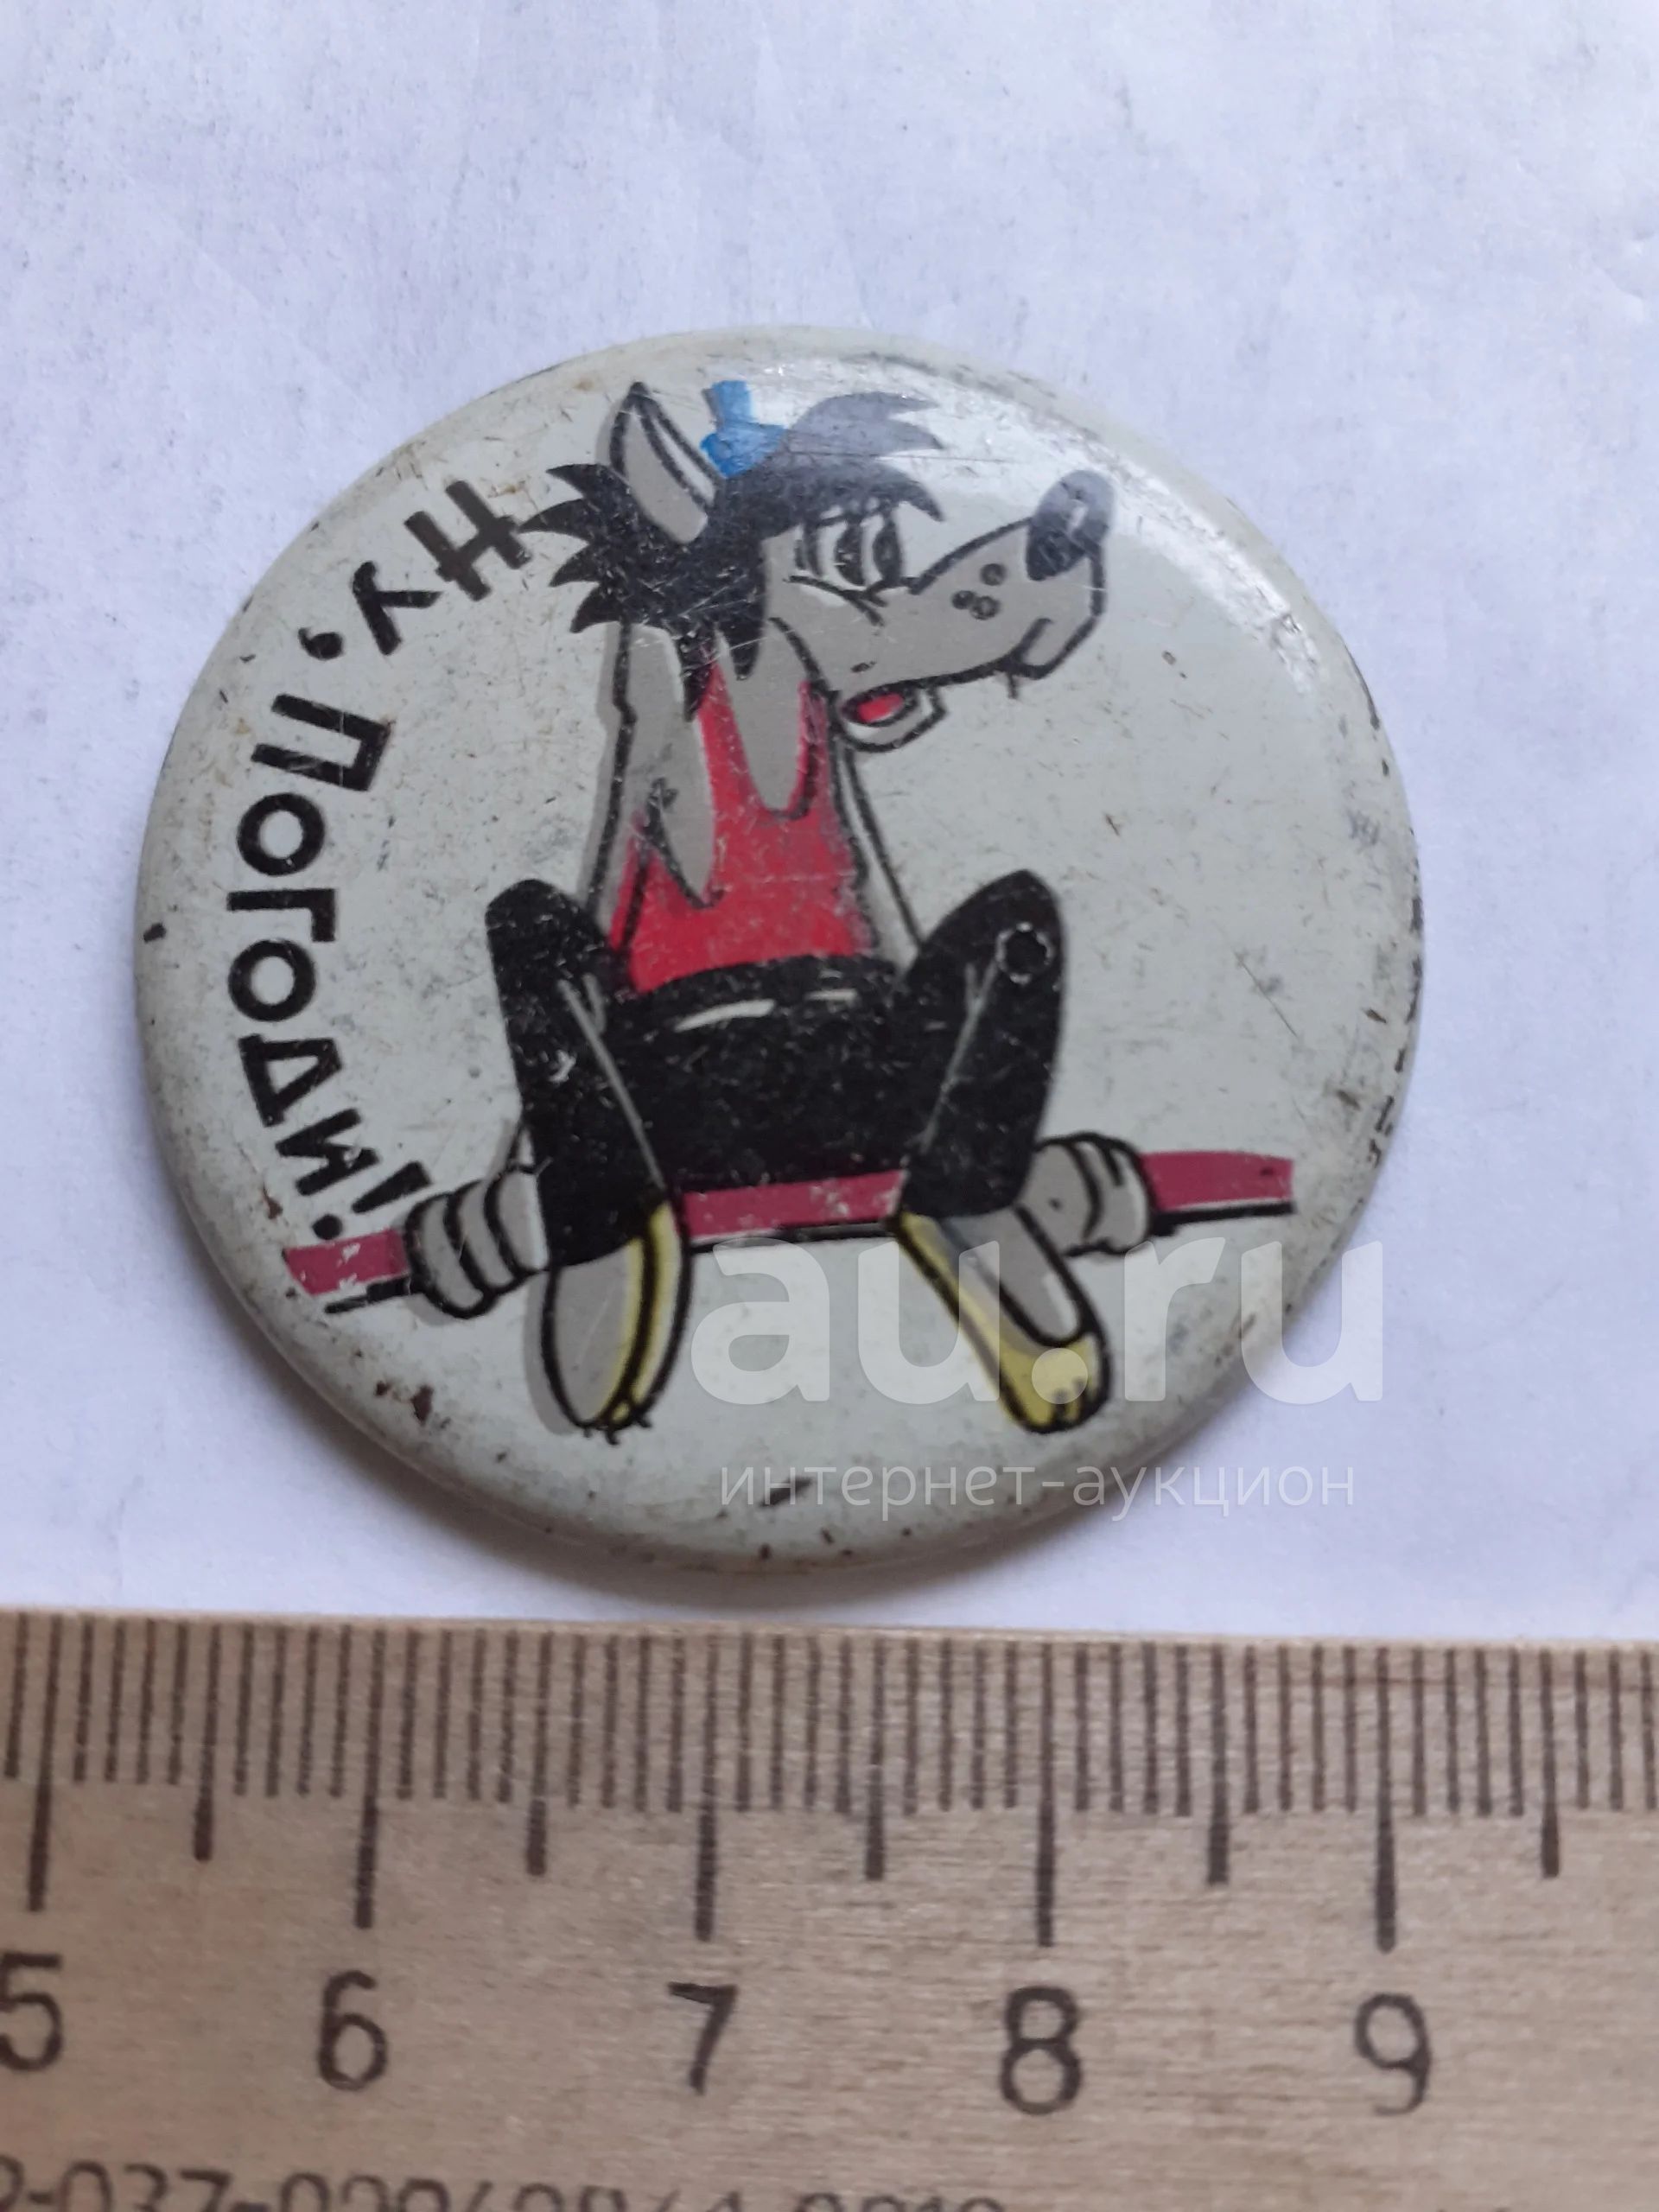 Ну, Погоди!
au.ru
интернет-аукцион
5 6 7 8 9